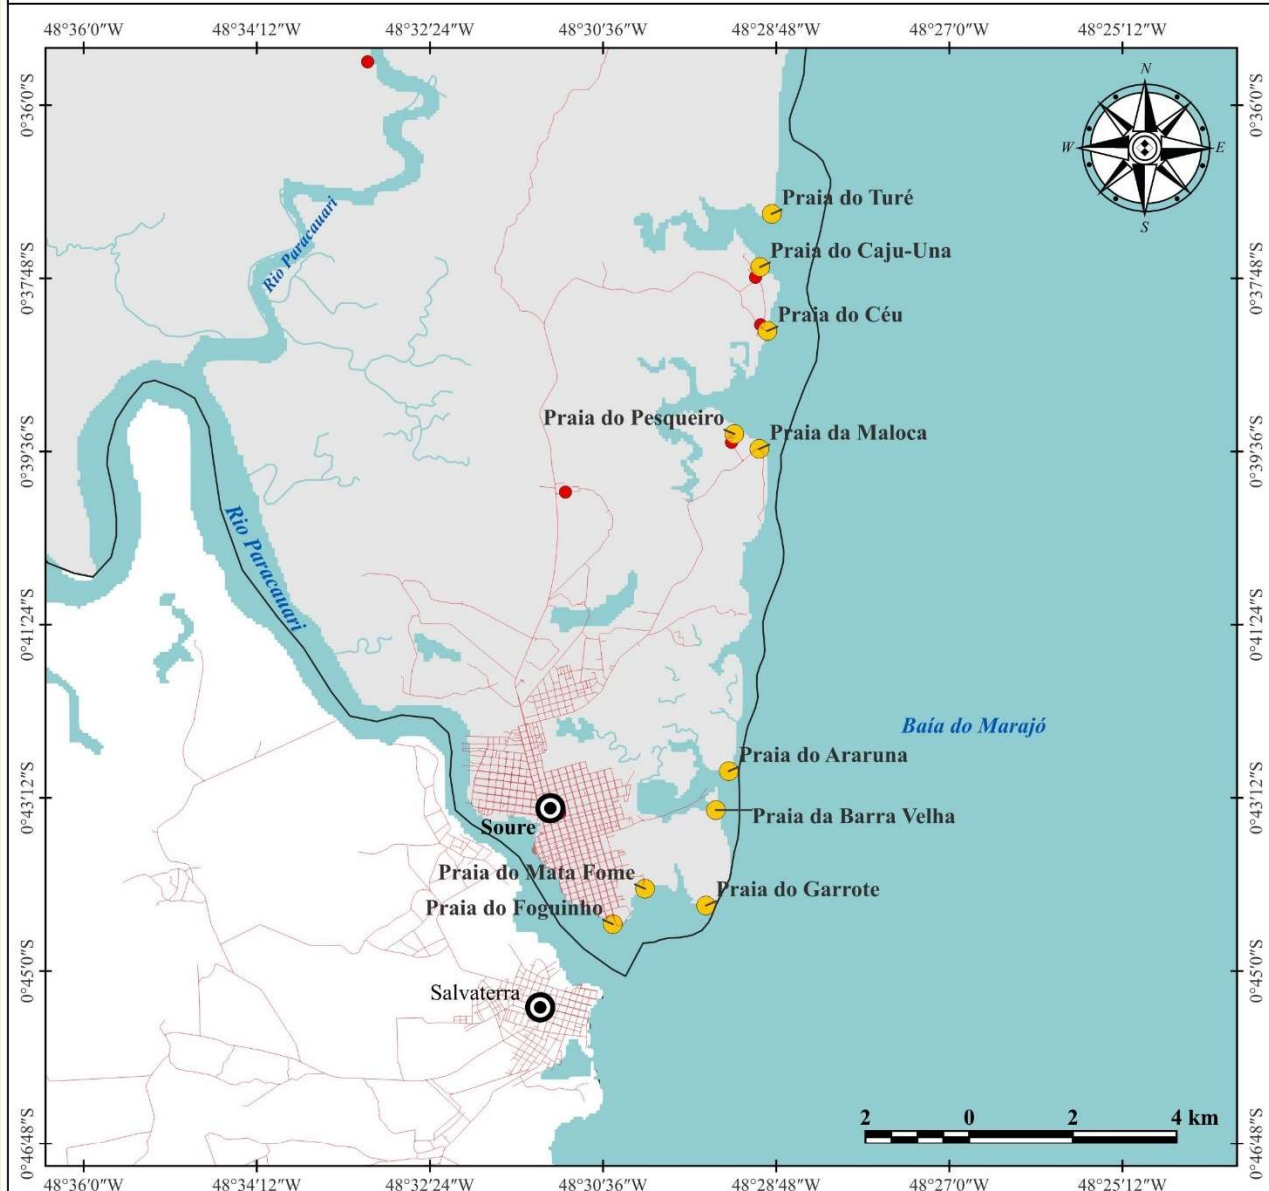 48°36'0"W 48°34'12"W 48°32'24"W 48°30'36"W 48°28'48"W 48°27'0"W 48°25'12"W
N
W E
S
0°36'0"S 0°36'0"S
Praia do Turé
Rio Paracauari
Praia do Caju-Una
0°37'48"S 0°37'48"S
Praia do Céu
Praia do Pesqueiro
Praia da Maloca
0°39'36"S 0°39'36"S
Rio Paracauari
0°41'24"S 0°41'24"S
Baía do Marajó
Praia do Araruna
0°43'12"S 0°43'12"S
Praia da Barra Velha
Soure
Praia do Mata Fome
Praia do Garrote
Praia do Foguinho
0°45'0"S 0°45'0"S
Salvaterra
2 0 2 4 km
0°46'48"S 0°46'48"S
48°36'0"W 48°34'12"W 48°32'24"W 48°30'36"W 48°28'48"W 48°27'0"W 48°25'12"W